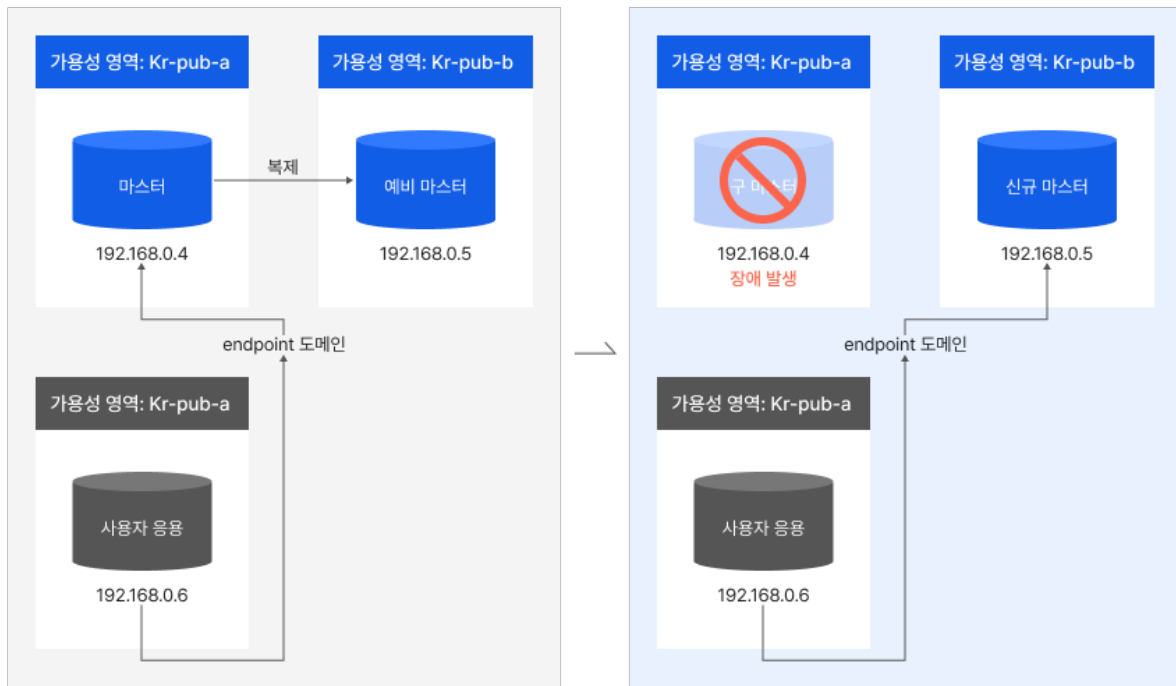 가용성 영역: Kr-pub-a
가용성 영역: Kr-pub-b
마스터
복제
예비 마스터
192.168.0.4
192.168.0.5
endpoint 도메인
가용성 영역: Kr-pub-a
사용자 응용
192.168.0.6
가용성 영역: Kr-pub-a
가용성 영역: Kr-pub-b
구 마스터
신규 마스터
192.168.0.4
장애 발생
192.168.0.5
endpoint 도메인
가용성 영역: Kr-pub-a
사용자 응용
192.168.0.6